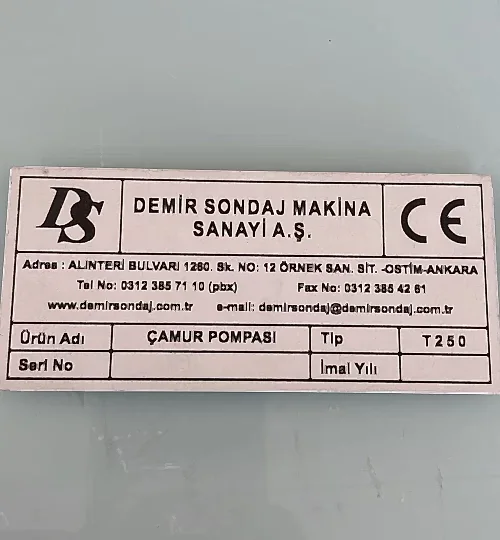 DS
DEMİR SONDAJ MAKİNA
SANAYİ A.Ş.
CE
Adres : ALINTERİ BULVARI 1260. Sk. NO: 12 ÖRNEK SAN. SİT. -OSTİM-ANKARA
Tel No: 0312 385 71 10 (pbx) Fax No: 0312 385 42 61
www.demirsondaj.com.tr e-mail: demirsondaj@demirsondaj.com.tr
Ürün Adı ÇAMUR POMPASI Tip T250
Seri No İmal Yılı